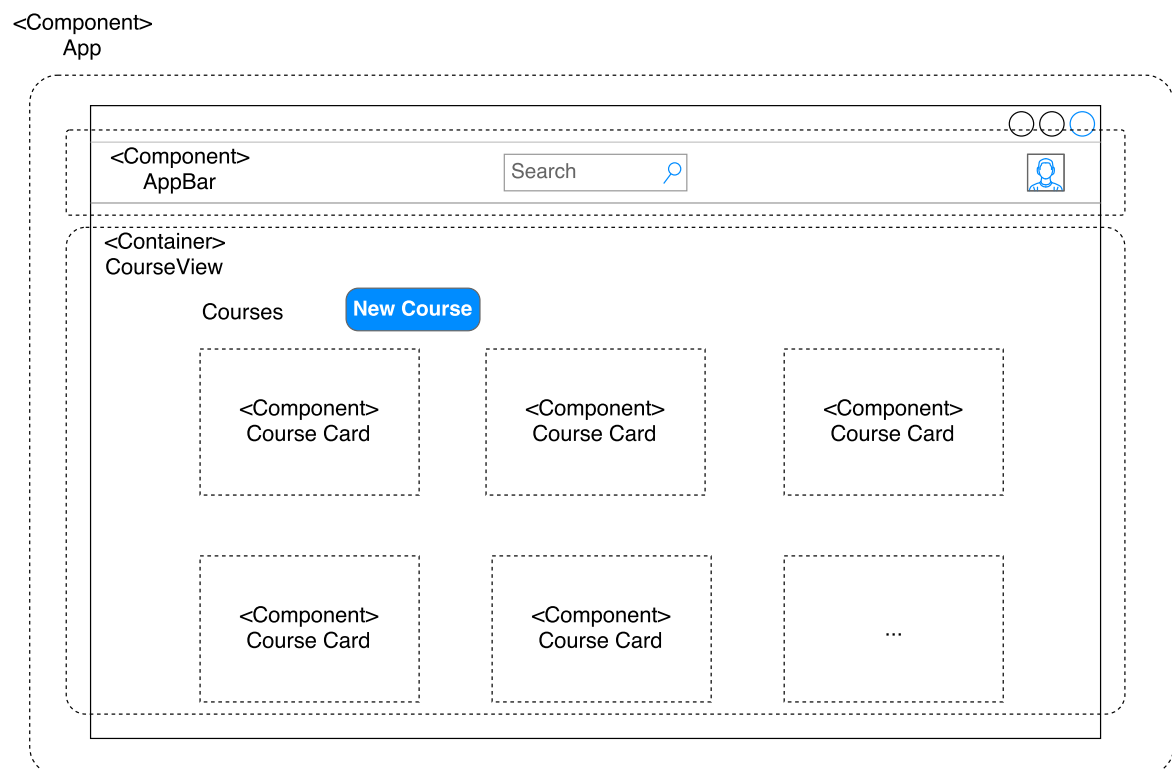 <Component>
App
<Component>
AppBar
Search
<Container>
CourseView
Courses
New Course
<Component>
Course Card
<Component>
Course Card
<Component>
Course Card
<Component>
Course Card
<Component>
Course Card
...